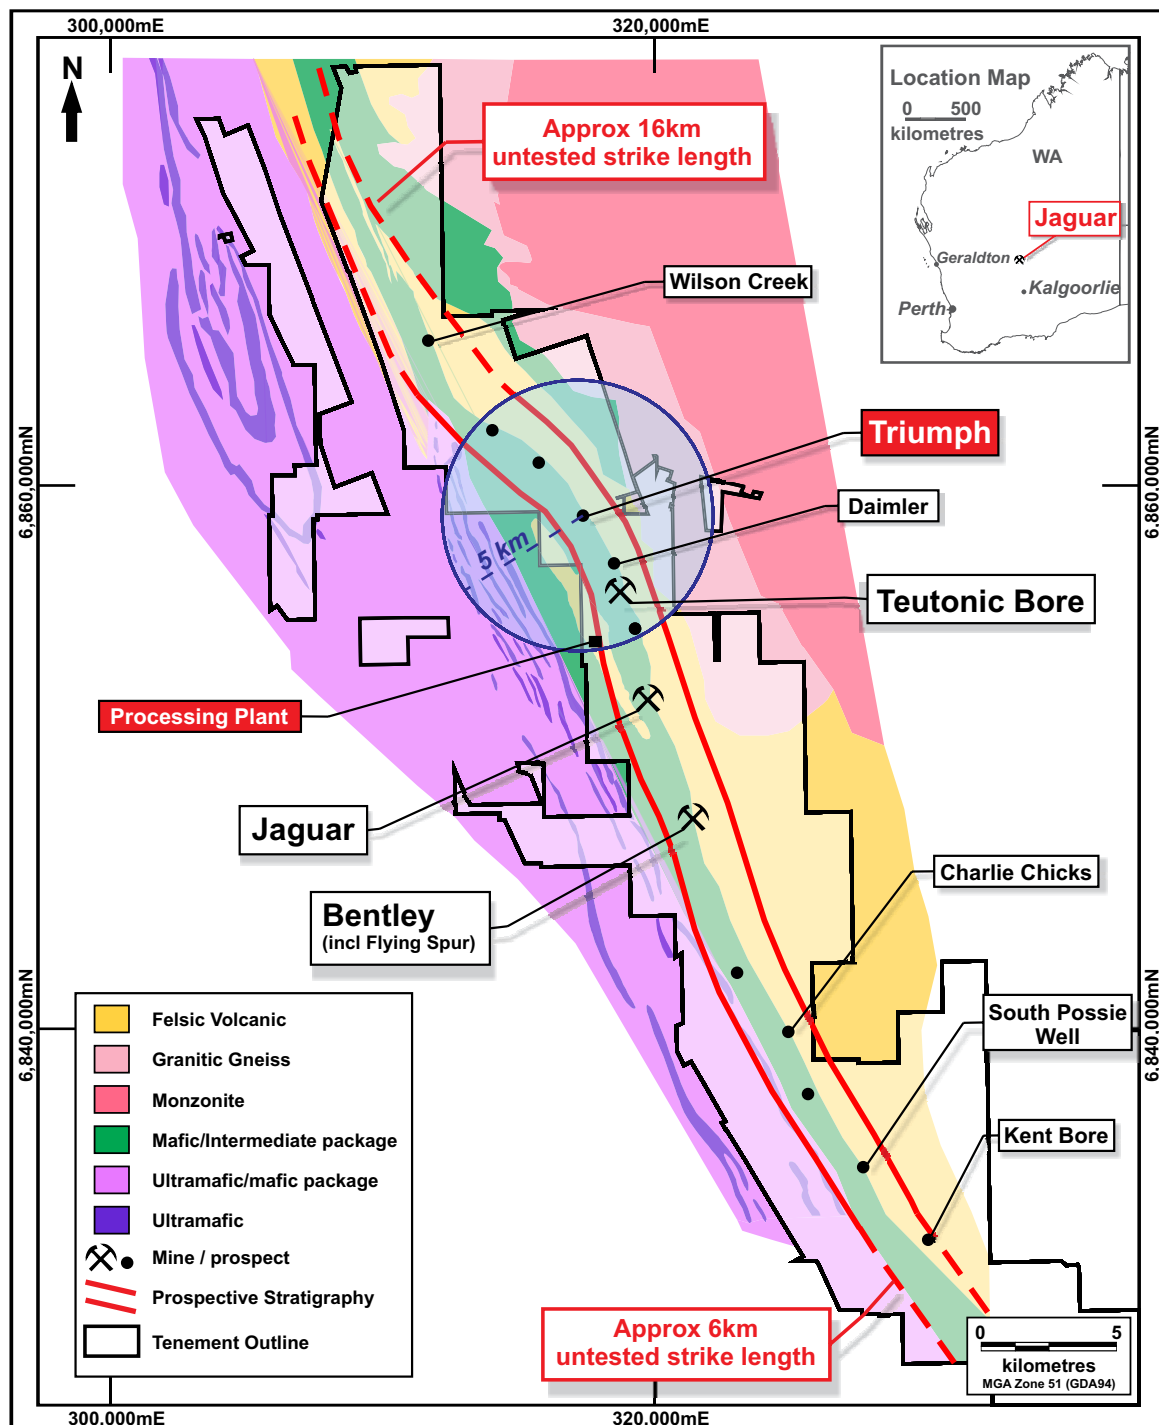 300,000mE
320,000mE
N
Approx 16km
untested strike length
Location Map
0 500
kilometres
WA
Jaguar
Geraldton
Kalgoorlie
Perth
Wilson Creek
Triumph
6,860,000mN
6,860,000mN
Daimler
5 km
Teutonic Bore
Processing Plant
Jaguar
Charlie Chicks
Bentley
(incl Flying Spur)
Felsic Volcanic
Granitic Gneiss
Monzonite
Mafic/Intermediate package
Ultramafic/mafic package
Ultramafic
Mine / prospect
Prospective Stratigraphy
Tenement Outline
South Possie
Well
6,840,000mN
6,840,000mN
Kent Bore
Approx 6km
untested strike length
0 5
kilometres
MGA Zone 51 (GDA94)
300,000mE
320,000mE